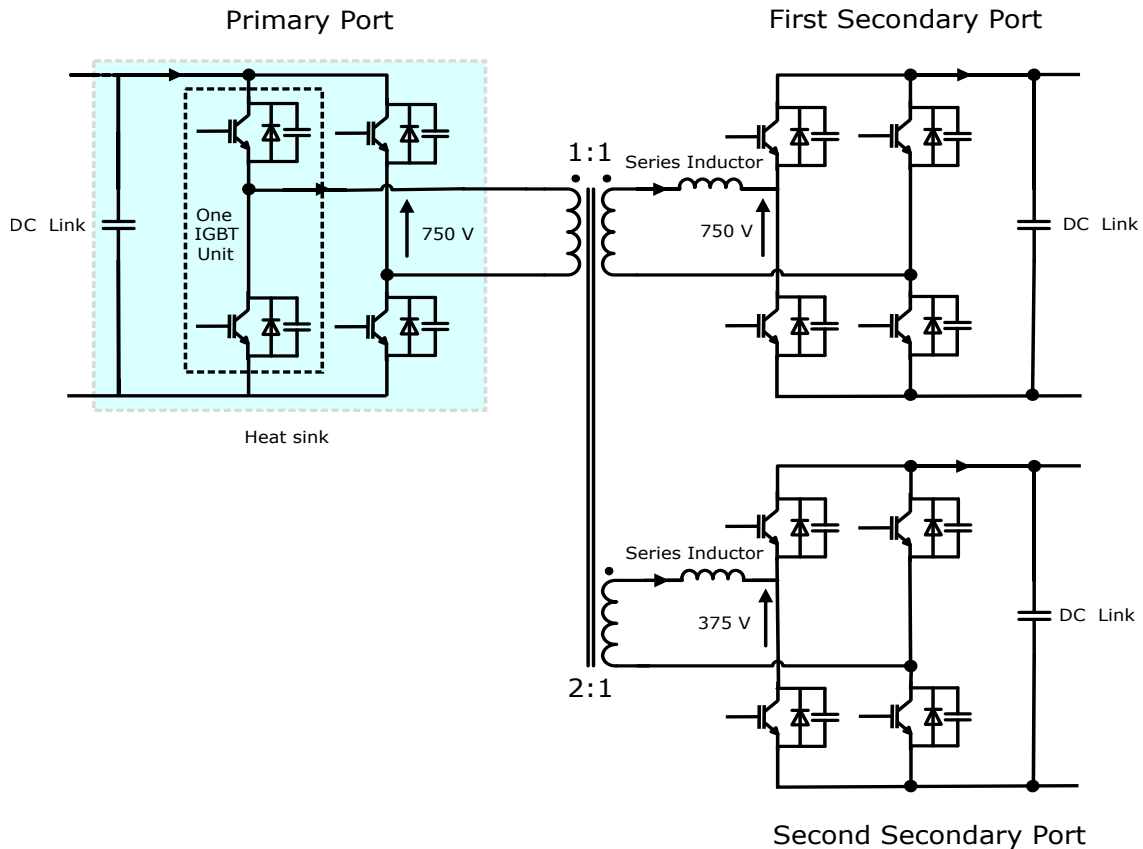 Primary Port
First Secondary Port
1:1
Series Inductor
DC Link
One
IGBT
Unit
750 V
750 V
DC Link
Heat sink
Series Inductor
375 V
DC Link
2:1
Second Secondary Port